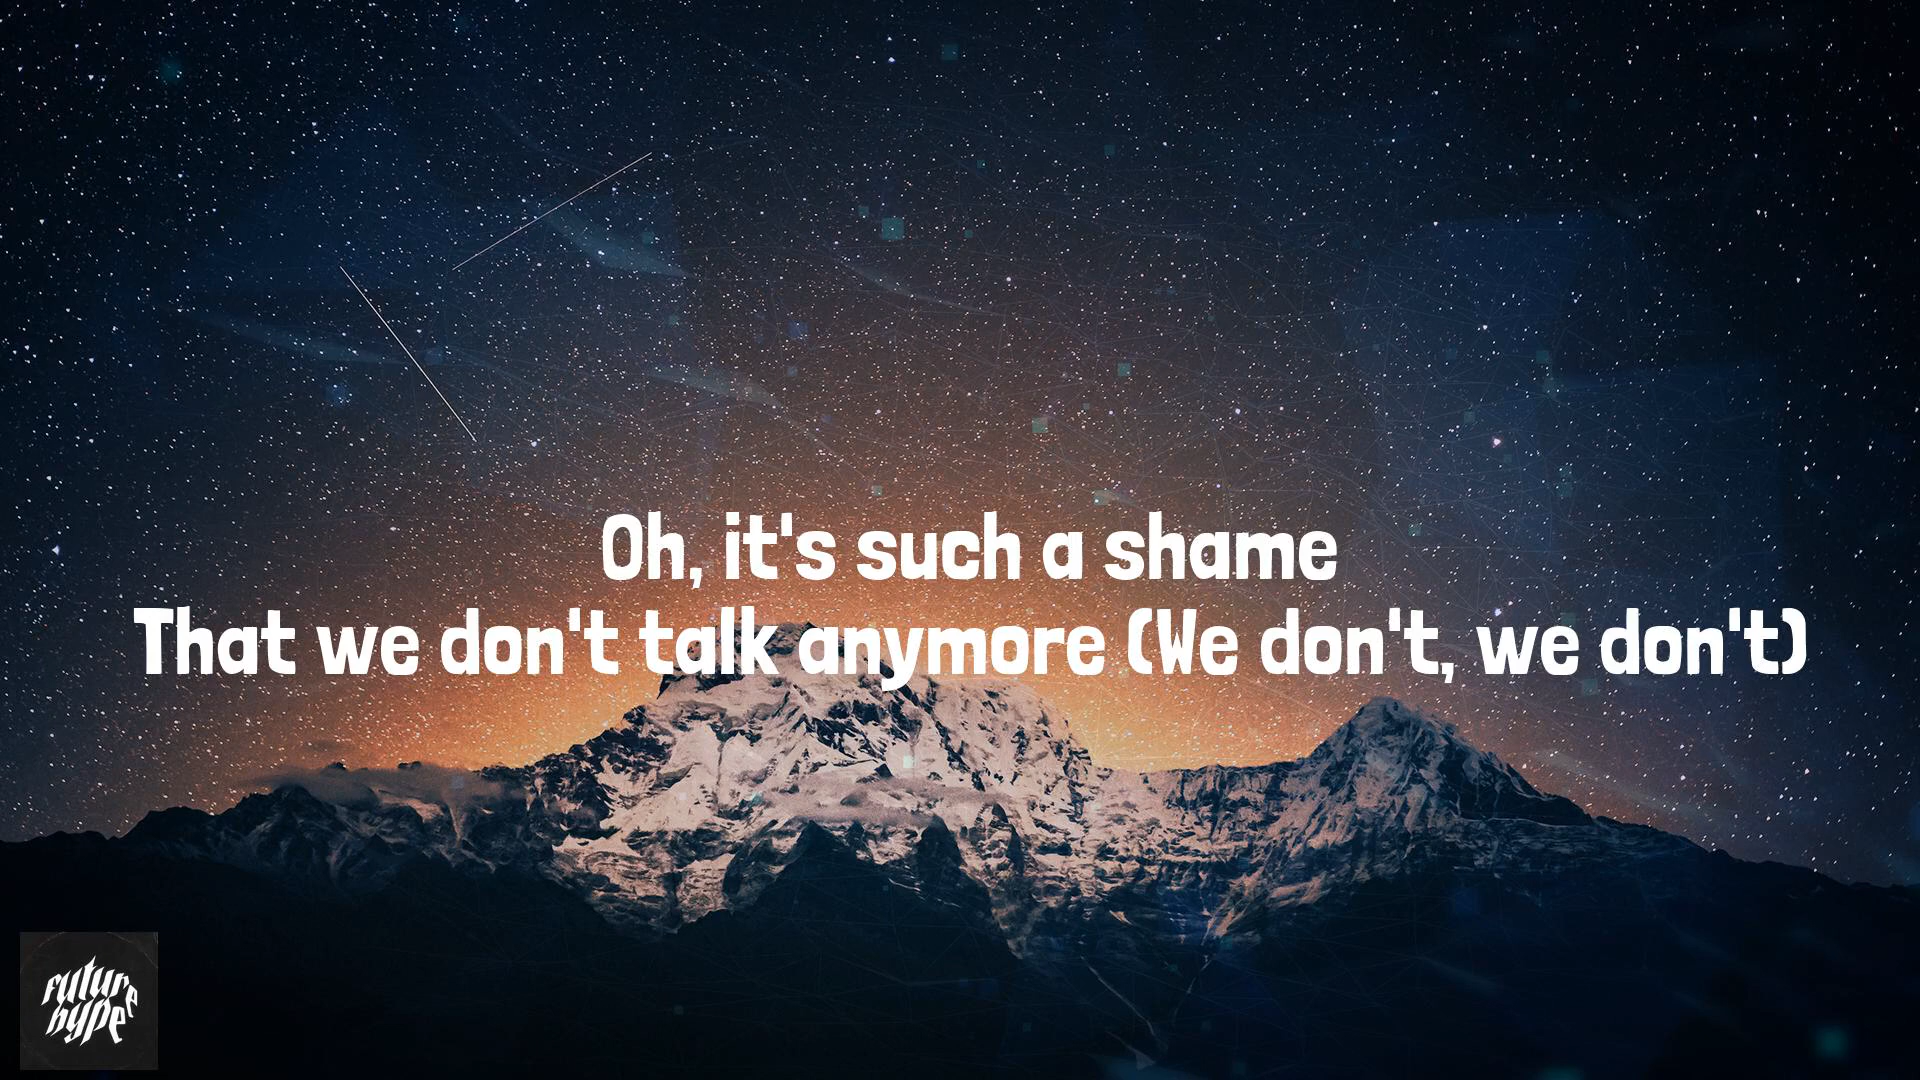 Oh, it's such a shame
That we don't talk anymore (We don't, we don't)
future
hype